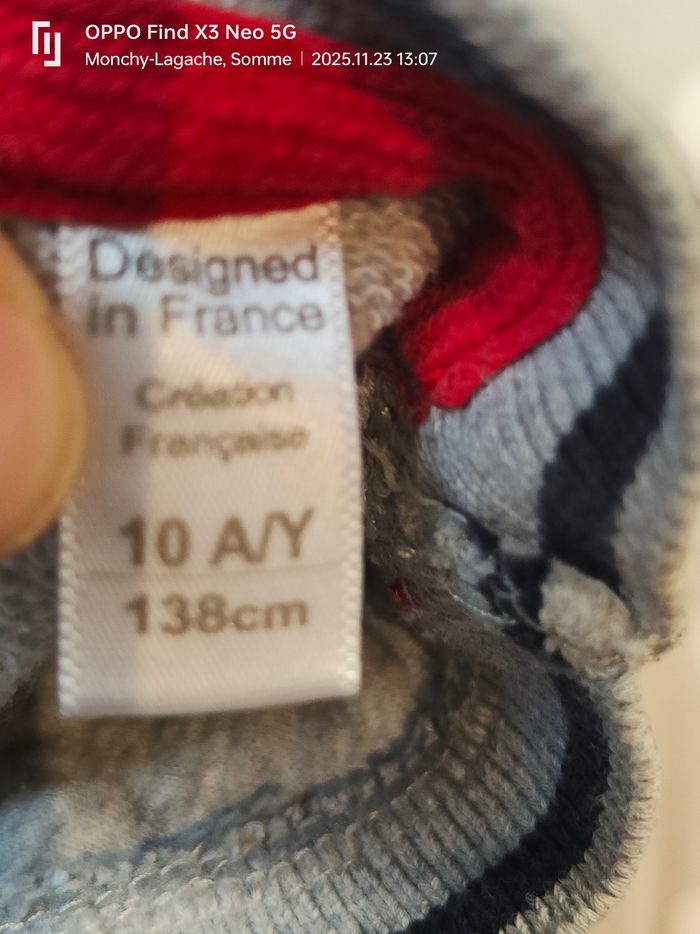 OPPO Find X3 Neo 5G
Monchy-Lagache, Somme | 2025.11.23 13:07
Designed
in France
Création
Française
10 A/Y
138cm